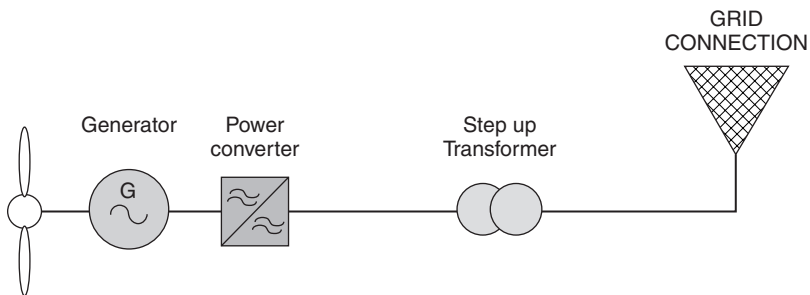 GRID
CONNECTION
Generator
Power
converter
Step up
Transformer
G